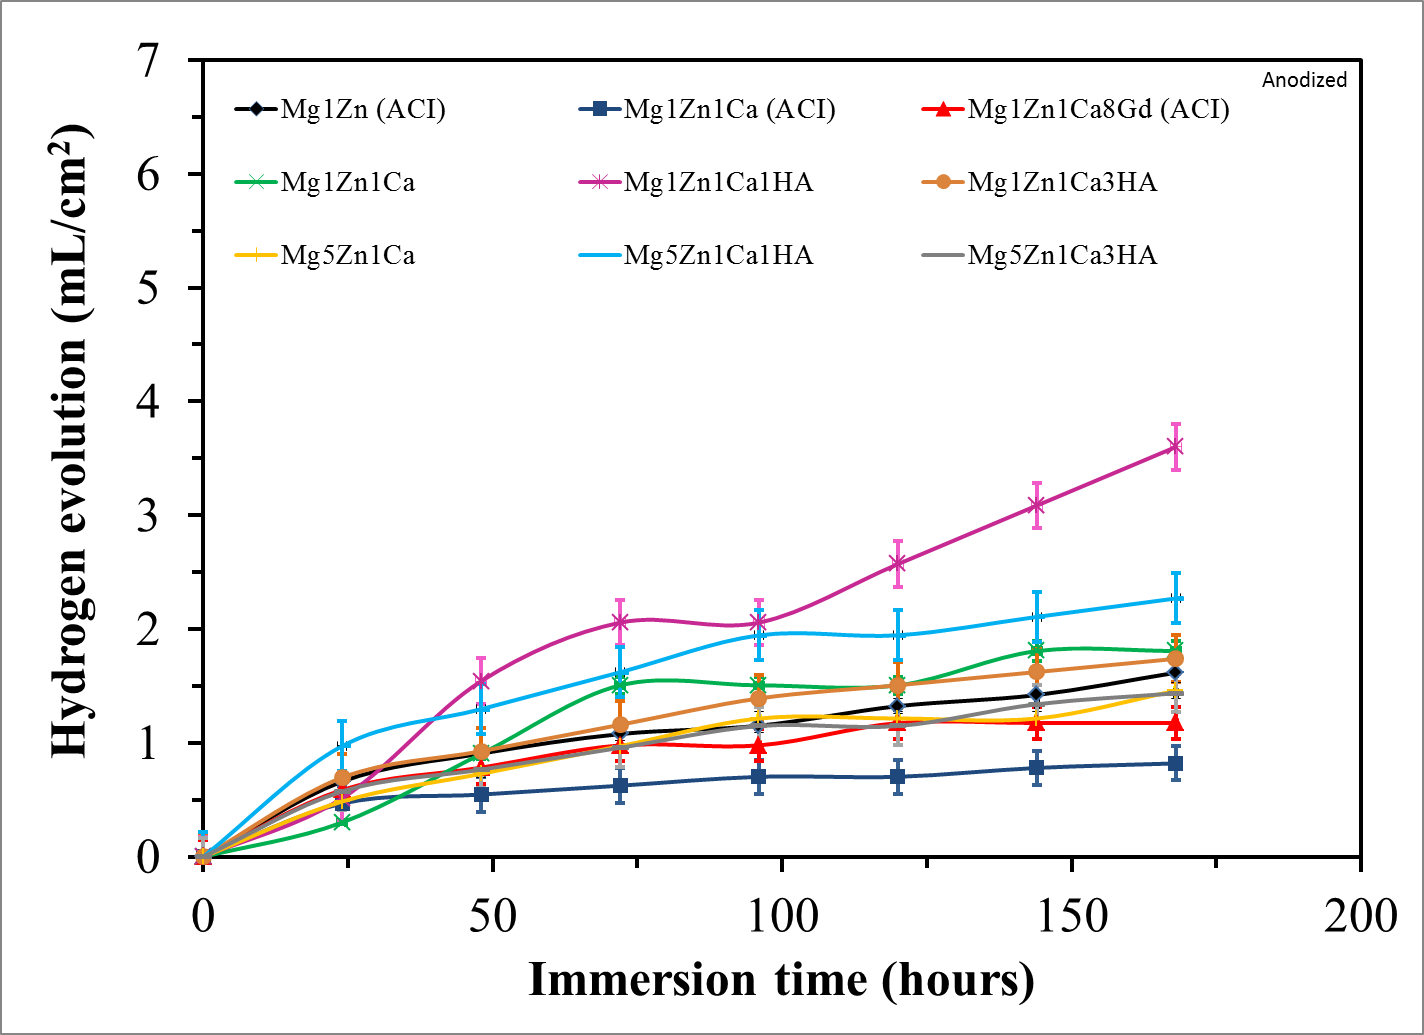 Anodized
Mg1Zn (ACI) Mg1Zn1Ca (ACI) Mg1Zn1Ca8Gd (ACI)
Mg1Zn1Ca Mg1Zn1Ca1HA Mg1Zn1Ca3HA
Mg5Zn1Ca Mg5Zn1Ca1HA Mg5Zn1Ca3HA
Hydrogen evolution (mL/cm²)
7
6
5
4
3
2
1
0
0 50 100 150 200
Immersion time (hours)